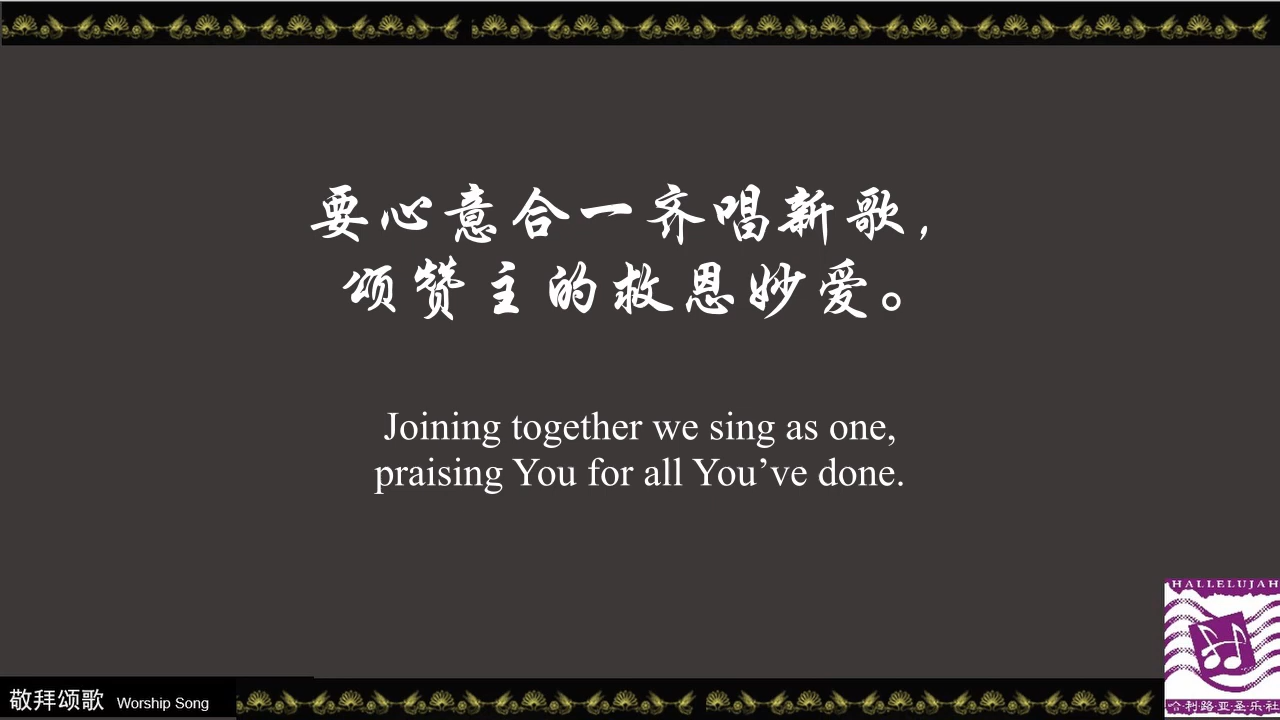 要心意合一齐唱新歌，
颂赞主的救恩妙爱。
Joining together we sing as one,
praising You for all You’ve done.
敬拜颂歌 Worship Song
HALLELUJAH
哈利路亚圣乐社